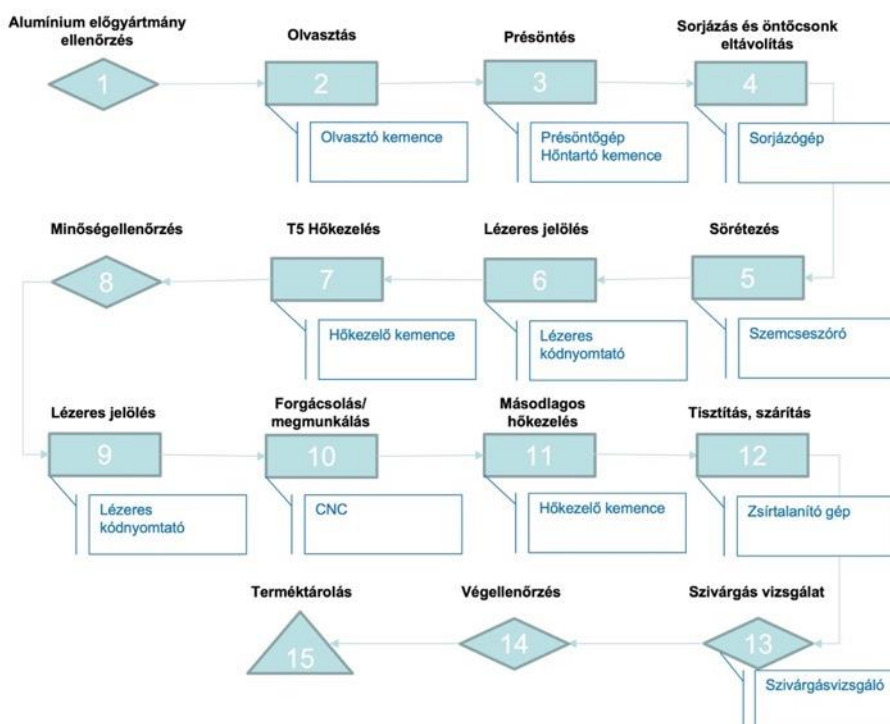 Alumínium előgyártmány
ellenőrzés
1
Olvasztás
2
Olvasztó kemence
Présöntés
3
Présöntőgép
Hőntartó kemence
Sorjázás és öntőcsonk
eltávolítás
4
Sorjázógép
Sörétezés
5
Szemcseszóró
Lézeres jelölés
6
Lézeres
kódnyomtató
T5 Hőkezelés
7
Hőkezelő kemence
Minőségellenőrzés
8
Lézeres jelölés
9
Lézeres
kódnyomtató
Forgácsolás/
megmunkálás
10
CNC
Másodlagos
hőkezelés
11
Hőkezelő kemence
Tisztítás, szárítás
12
Zsírtalanító gép
Szivárgás vizsgálat
13
Szivárgásvizsgáló
Végellenőrzés
14
Terméktárolás
15